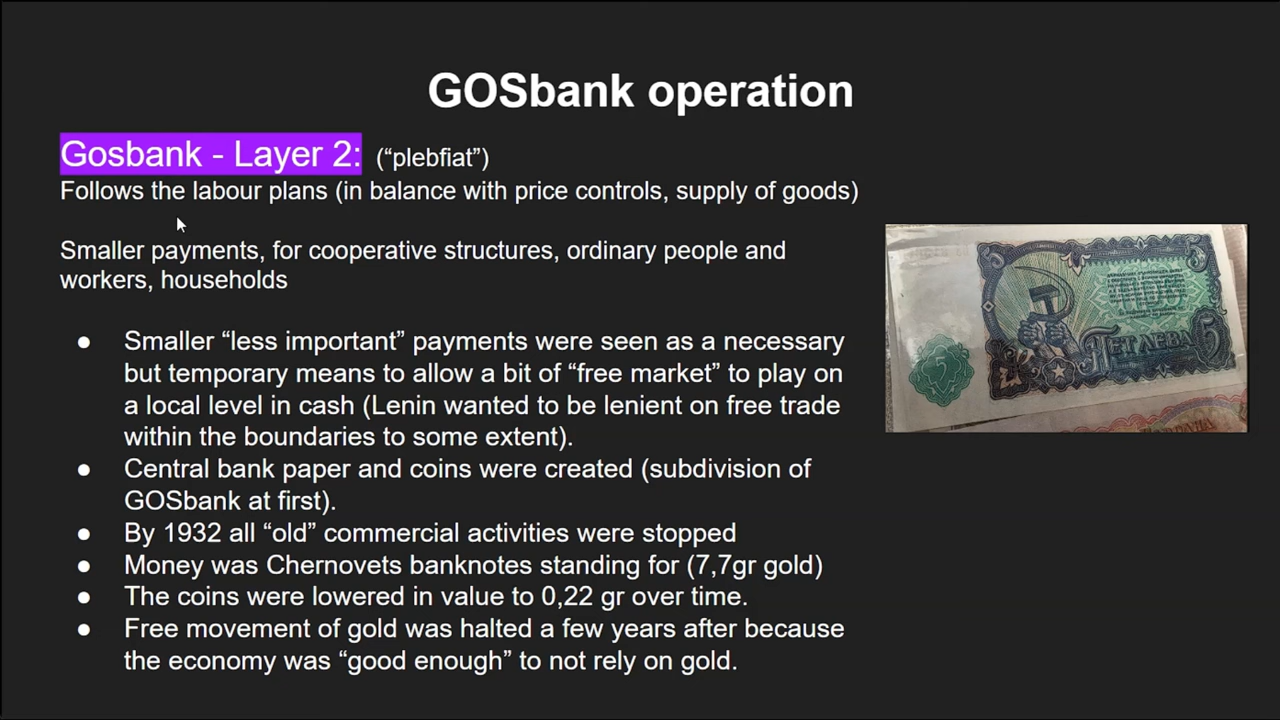 GOSbank operation
Gosbank - Layer 2: (“plebfiat”)
Follows the labour plans (in balance with price controls, supply of goods)
Smaller payments, for cooperative structures, ordinary people and
workers, households
● Smaller “less important” payments were seen as a necessary
but temporary means to allow a bit of “free market” to play on
a local level in cash (Lenin wanted to be lenient on free trade
within the boundaries to some extent).
● Central bank paper and coins were created (subdivision of
GOSbank at first).
● By 1932 all “old” commercial activities were stopped
● Money was Chernovets banknotes standing for (7,7gr gold)
● The coins were lowered in value to 0,22 gr over time.
● Free movement of gold was halted a few years after because
the economy was “good enough” to not rely on gold.
5 5
5
ПЕТ ЛЕВА 5